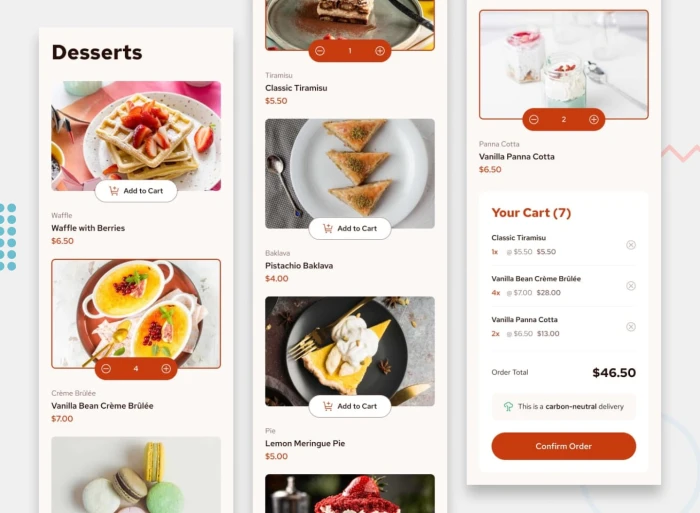 Desserts
Add to Cart
Waffle
Waffle with Berries
$6.50
4
Crème Brûlée
Vanilla Bean Crème Brûlée
$7.00
1
Tiramisu
Classic Tiramisu
$5.50
Add to Cart
Baklava
Pistachio Baklava
$4.00
Add to Cart
Pie
Lemon Meringue Pie
$5.00
2
Panna Cotta
Vanilla Panna Cotta
$6.50
Your Cart (7)
Classic Tiramisu
1x @ $5.50 $5.50
Vanilla Bean Crème Brûlée
4x @ $7.00 $28.00
Vanilla Panna Cotta
2x @ $6.50 $13.00
Order Total $46.50
This is a carbon-neutral delivery
Confirm Order